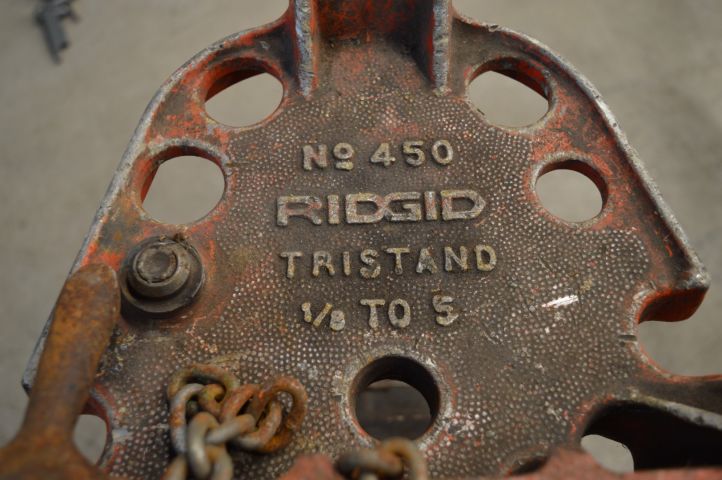 Nº 450
RIDGID
TRISTAND
1/8 TO 5